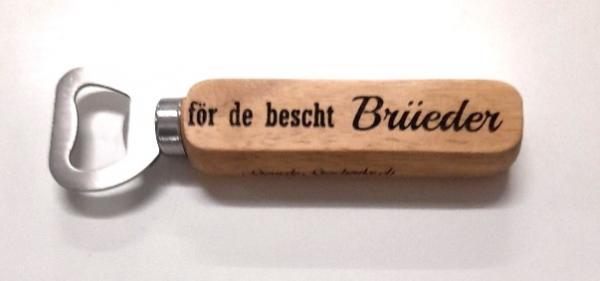 för de bescht Brüeder